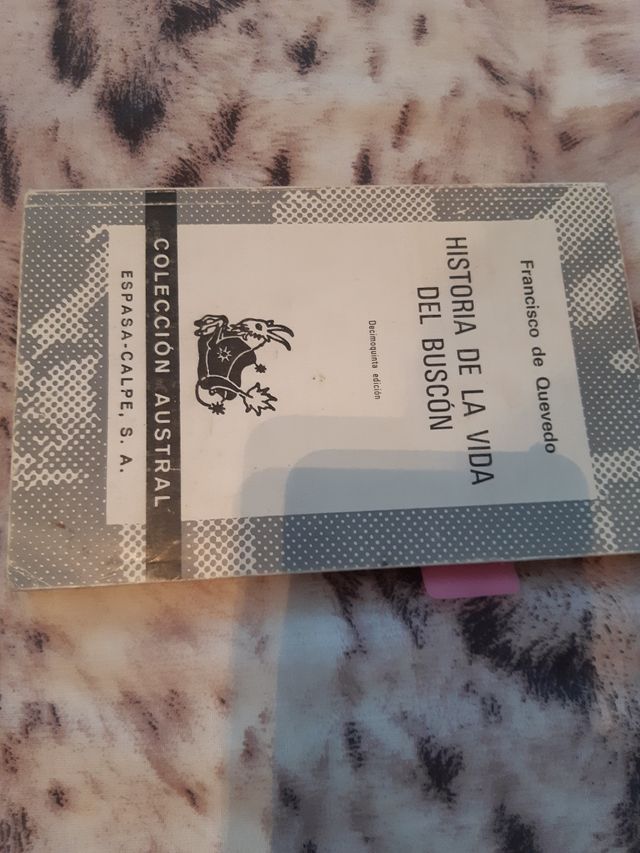 Francisco de Quevedo
HISTORIA DE LA VIDA
DEL BUSCÓN
Decimoquinta edición
COLECCIÓN AUSTRAL
ESPASA-CALPE, S. A.